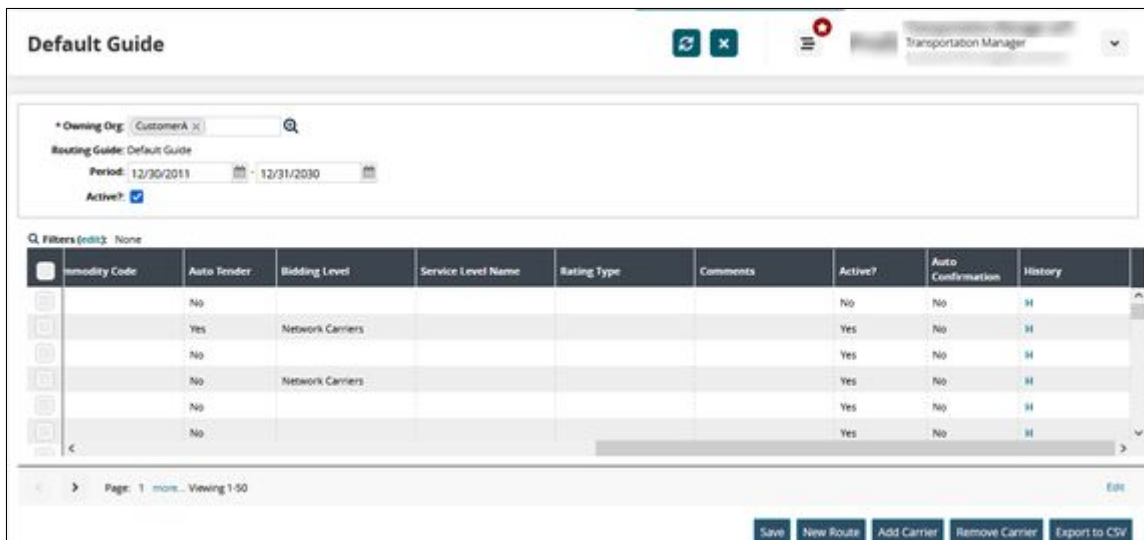 Default Guide
Transportation Manager
* Owning Org: CustomerA ×
Routing Guide: Default Guide
Period: 12/30/2011 - 12/31/2030
Active?:
Filters (edit): None
mmodity Code Auto Tender Bidding Level Service Level Name Rating Type Comments Active? Auto Confirmation History
No No No H
Yes Network Carriers Yes No H
No Yes No H
No Network Carriers Yes No H
No Yes No H
No Yes No H
Page: 1 more... Viewing 1-50 Edit
Save New Route Add Carrier Remove Carrier Export to CSV